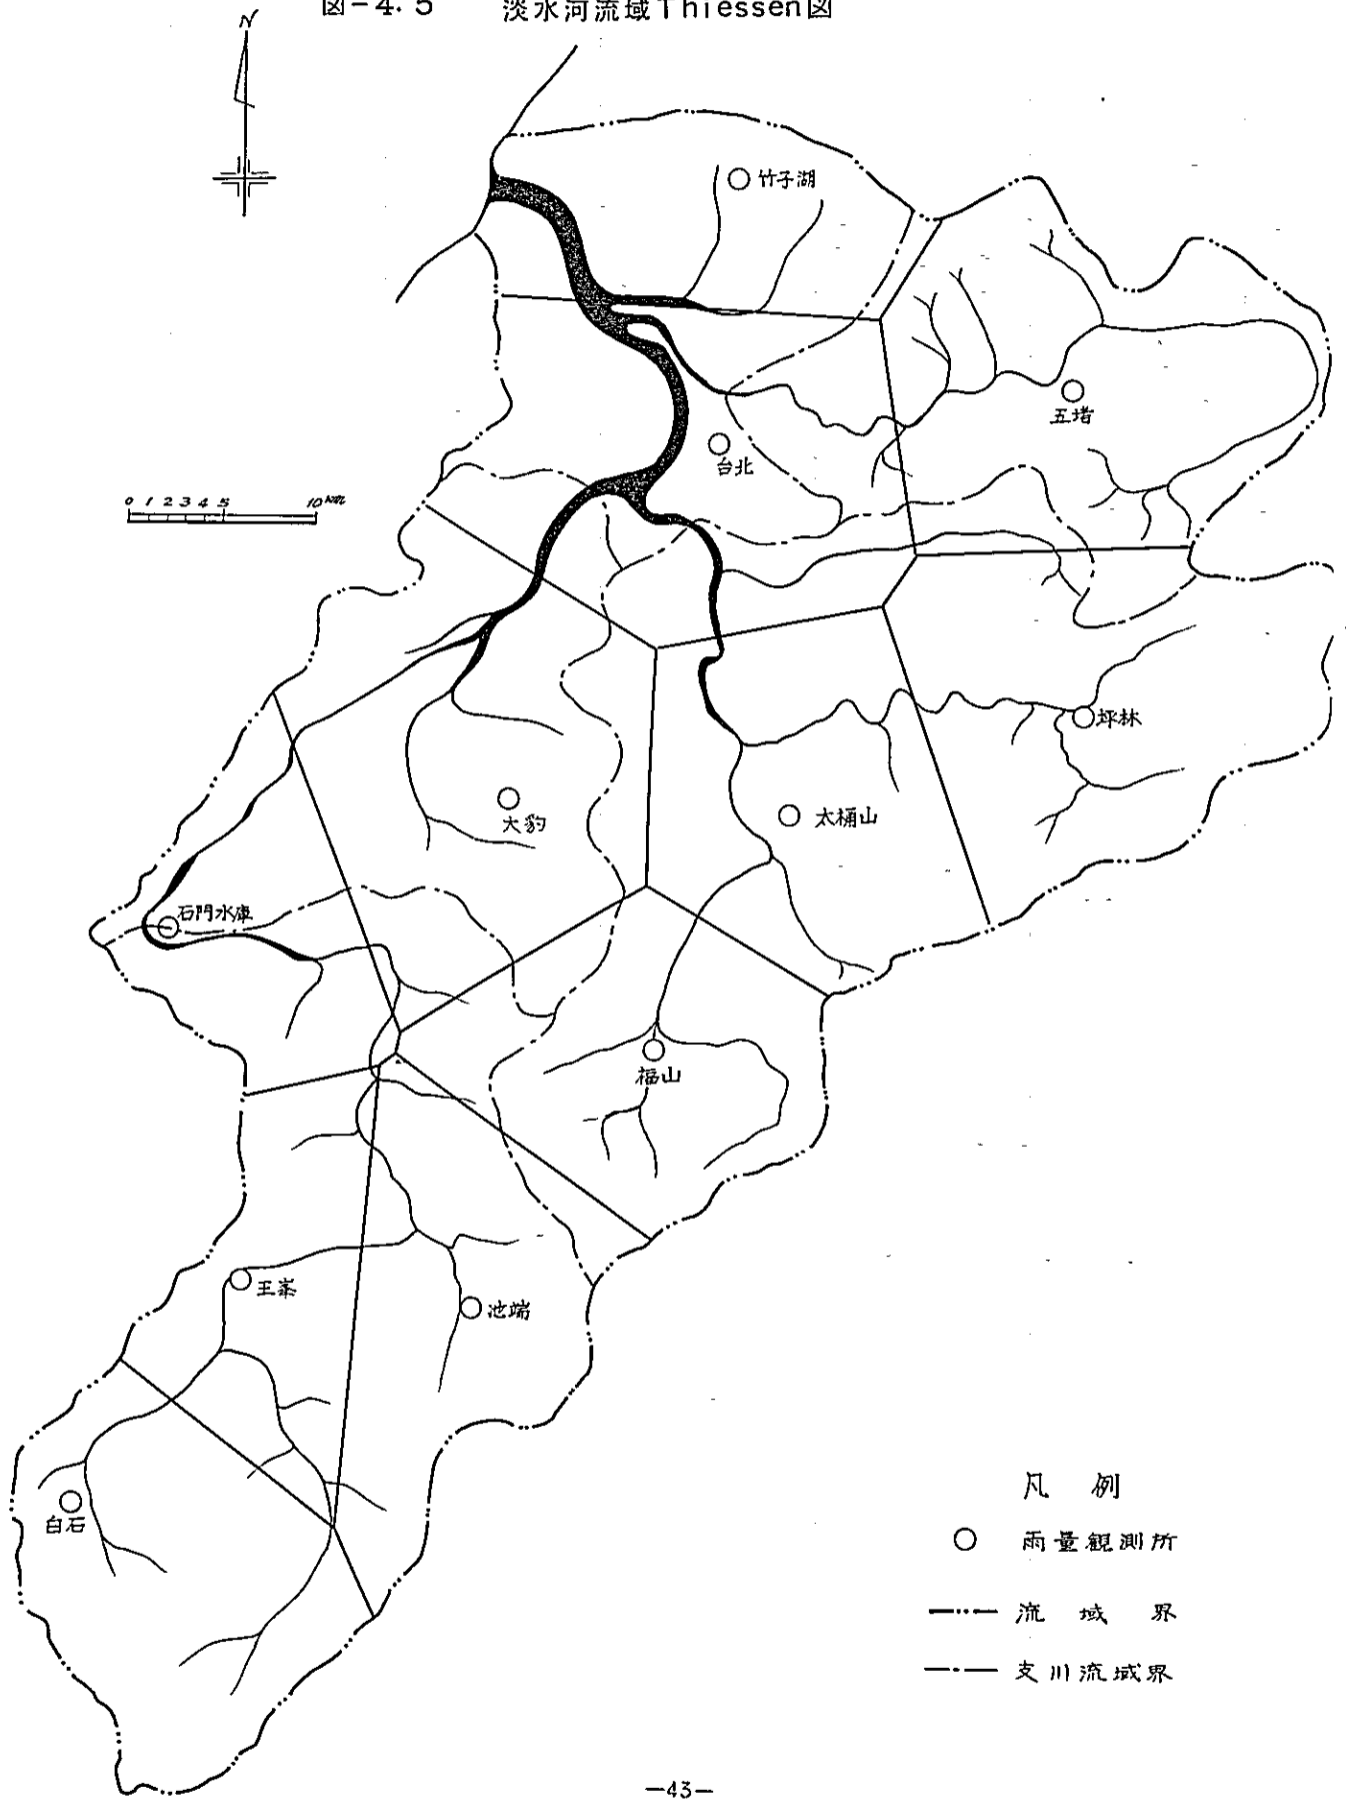 図-4.5 淡水河流域Thiessen図
N
竹子湖
五堵
台北
0 1 2 3 4 5 10km
坪林
大豹
太桶山
石門水庫
福山
王峯
池端
白石
凡例
雨量観測所
流域界
支川流域界
-43-